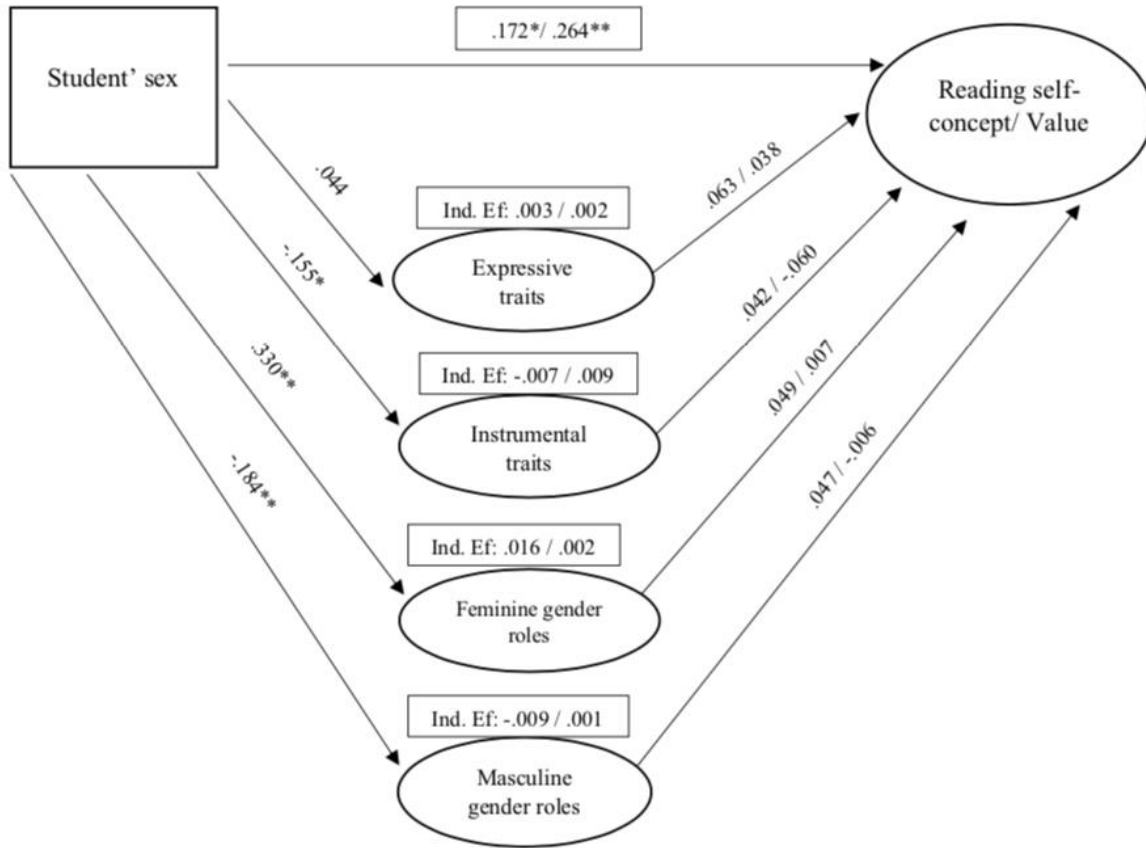 .172*/ .264**
Student' sex
Reading self-
concept/ Value
.044
.063 / .038
Ind. Ef: .003 / .002
Expressive
traits
-.155*
.042 / -.060
Ind. Ef: -.007 / .009
Instrumental
traits
.330**
.049 / .007
Ind. Ef: .016 / .002
Feminine gender
roles
-.184**
.047 / -.006
Ind. Ef: -.009 / .001
Masculine
gender roles